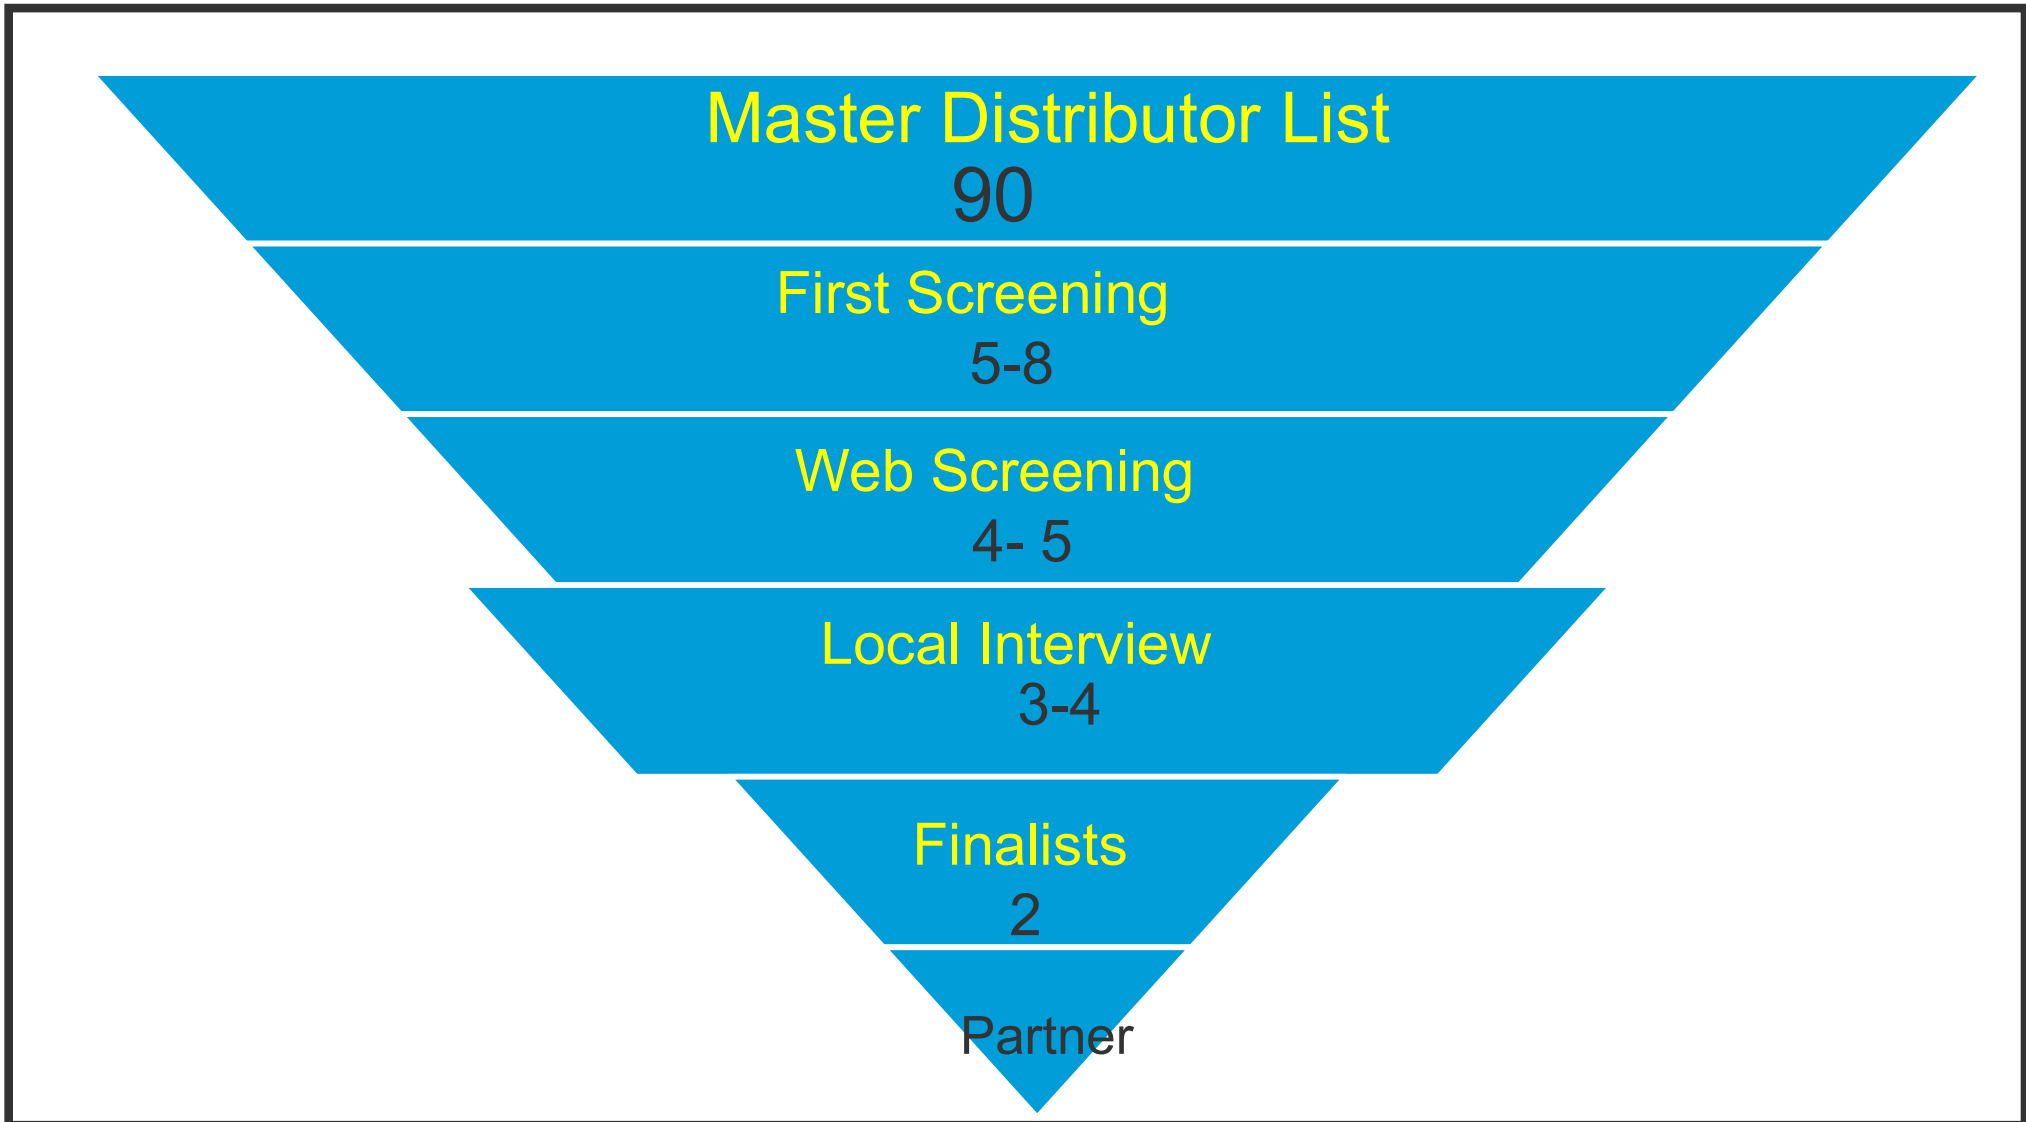 Master Distributor List
90
First Screening
5-8
Web Screening
4- 5
Local Interview
3-4
Finalists
2
Partner